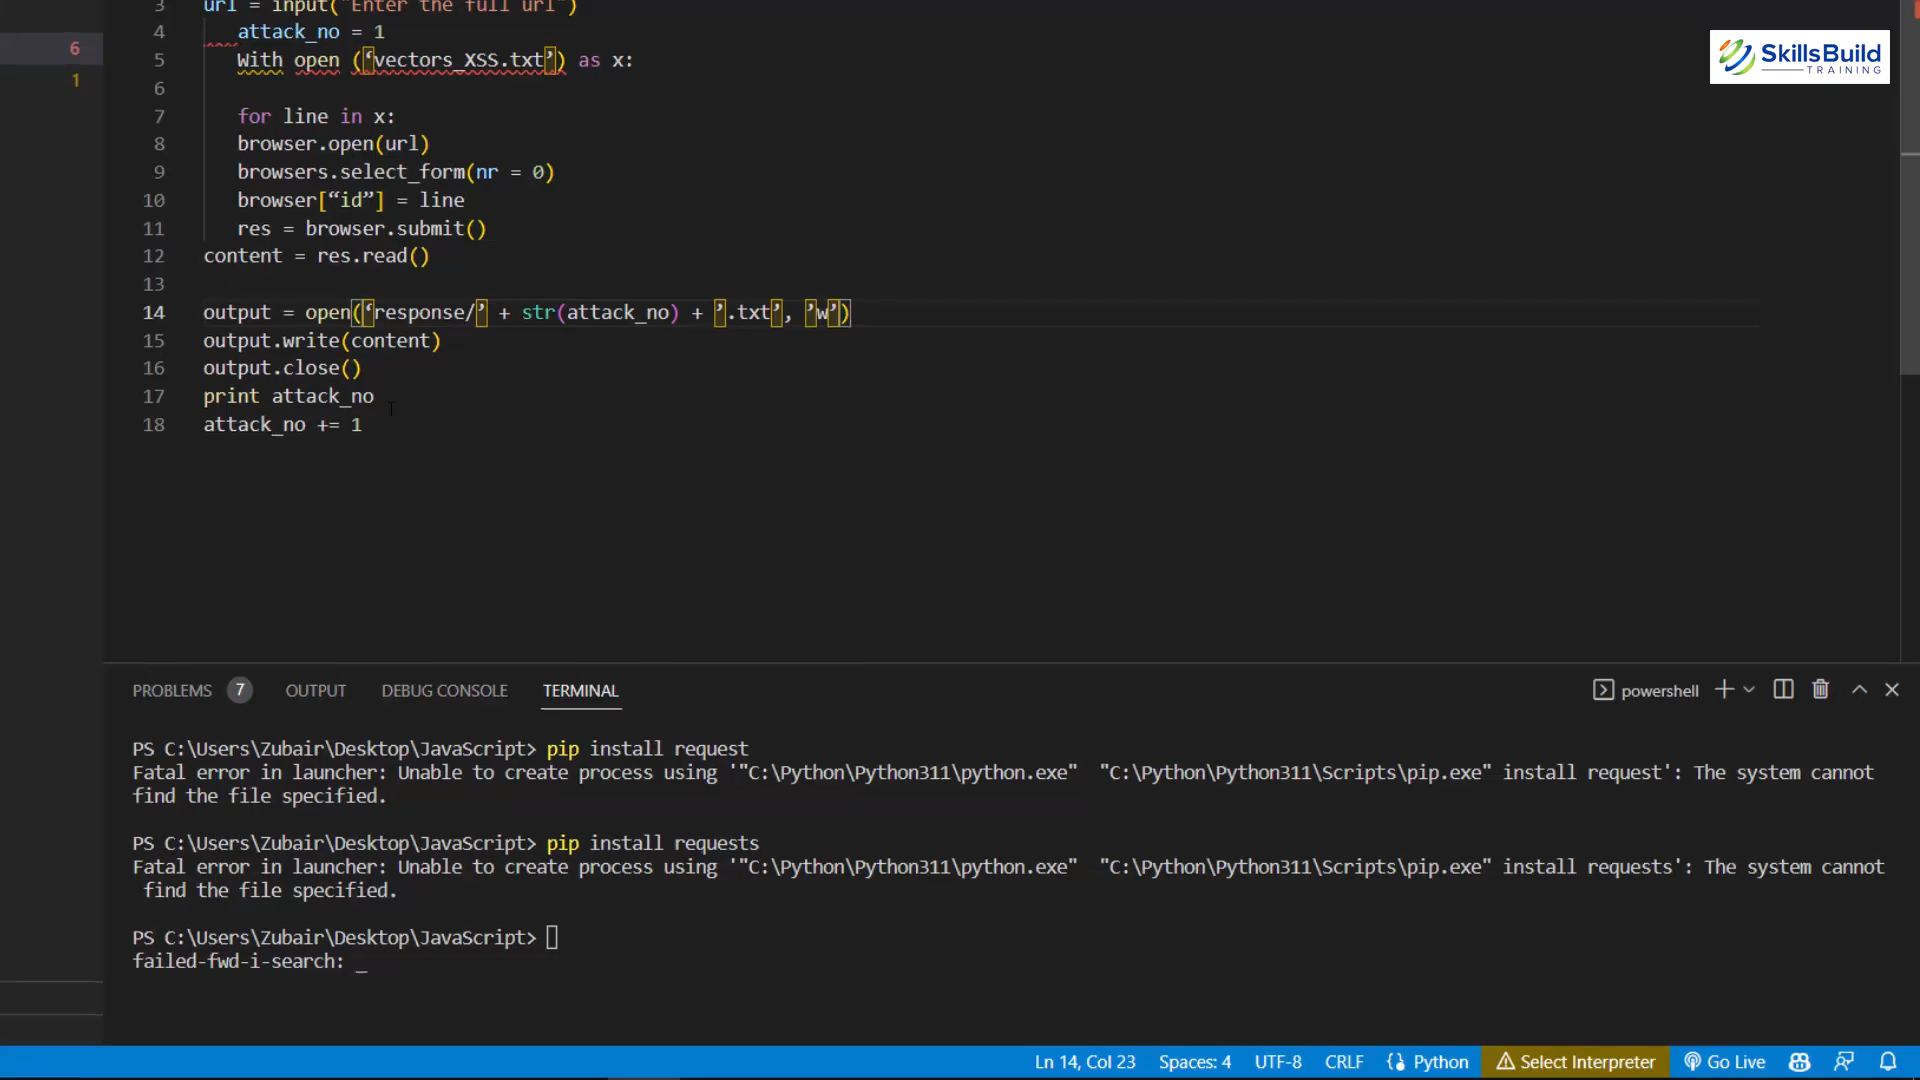 3 url = input("Enter the full url")
4 attack_no = 1
5 With open (‘vectors_XSS.txt’) as x:
6
7 for line in x:
8 browser.open(url)
9 browsers.select_form(nr = 0)
10 browser[“id”] = line
11 res = browser.submit()
12 content = res.read()
13
14 output = open(‘response/’ + str(attack_no) + ’.txt’, ’w’)
15 output.write(content)
16 output.close()
17 print attack_no
18 attack_no += 1
6
1
SkillsBuild
TRAINING
PROBLEMS 7 OUTPUT DEBUG CONSOLE TERMINAL powershell
PS C:\Users\Zubair\Desktop\JavaScript> pip install request
Fatal error in launcher: Unable to create process using '"C:\Python\Python311\python.exe"  "C:\Python\Python311\Scripts\pip.exe" install request': The system cannot
find the file specified.
PS C:\Users\Zubair\Desktop\JavaScript> pip install requests
Fatal error in launcher: Unable to create process using '"C:\Python\Python311\python.exe"  "C:\Python\Python311\Scripts\pip.exe" install requests': The system cannot
find the file specified.
PS C:\Users\Zubair\Desktop\JavaScript>
failed-fwd-i-search: _
Ln 14, Col 23 Spaces: 4 UTF-8 CRLF Python Select Interpreter Go Live